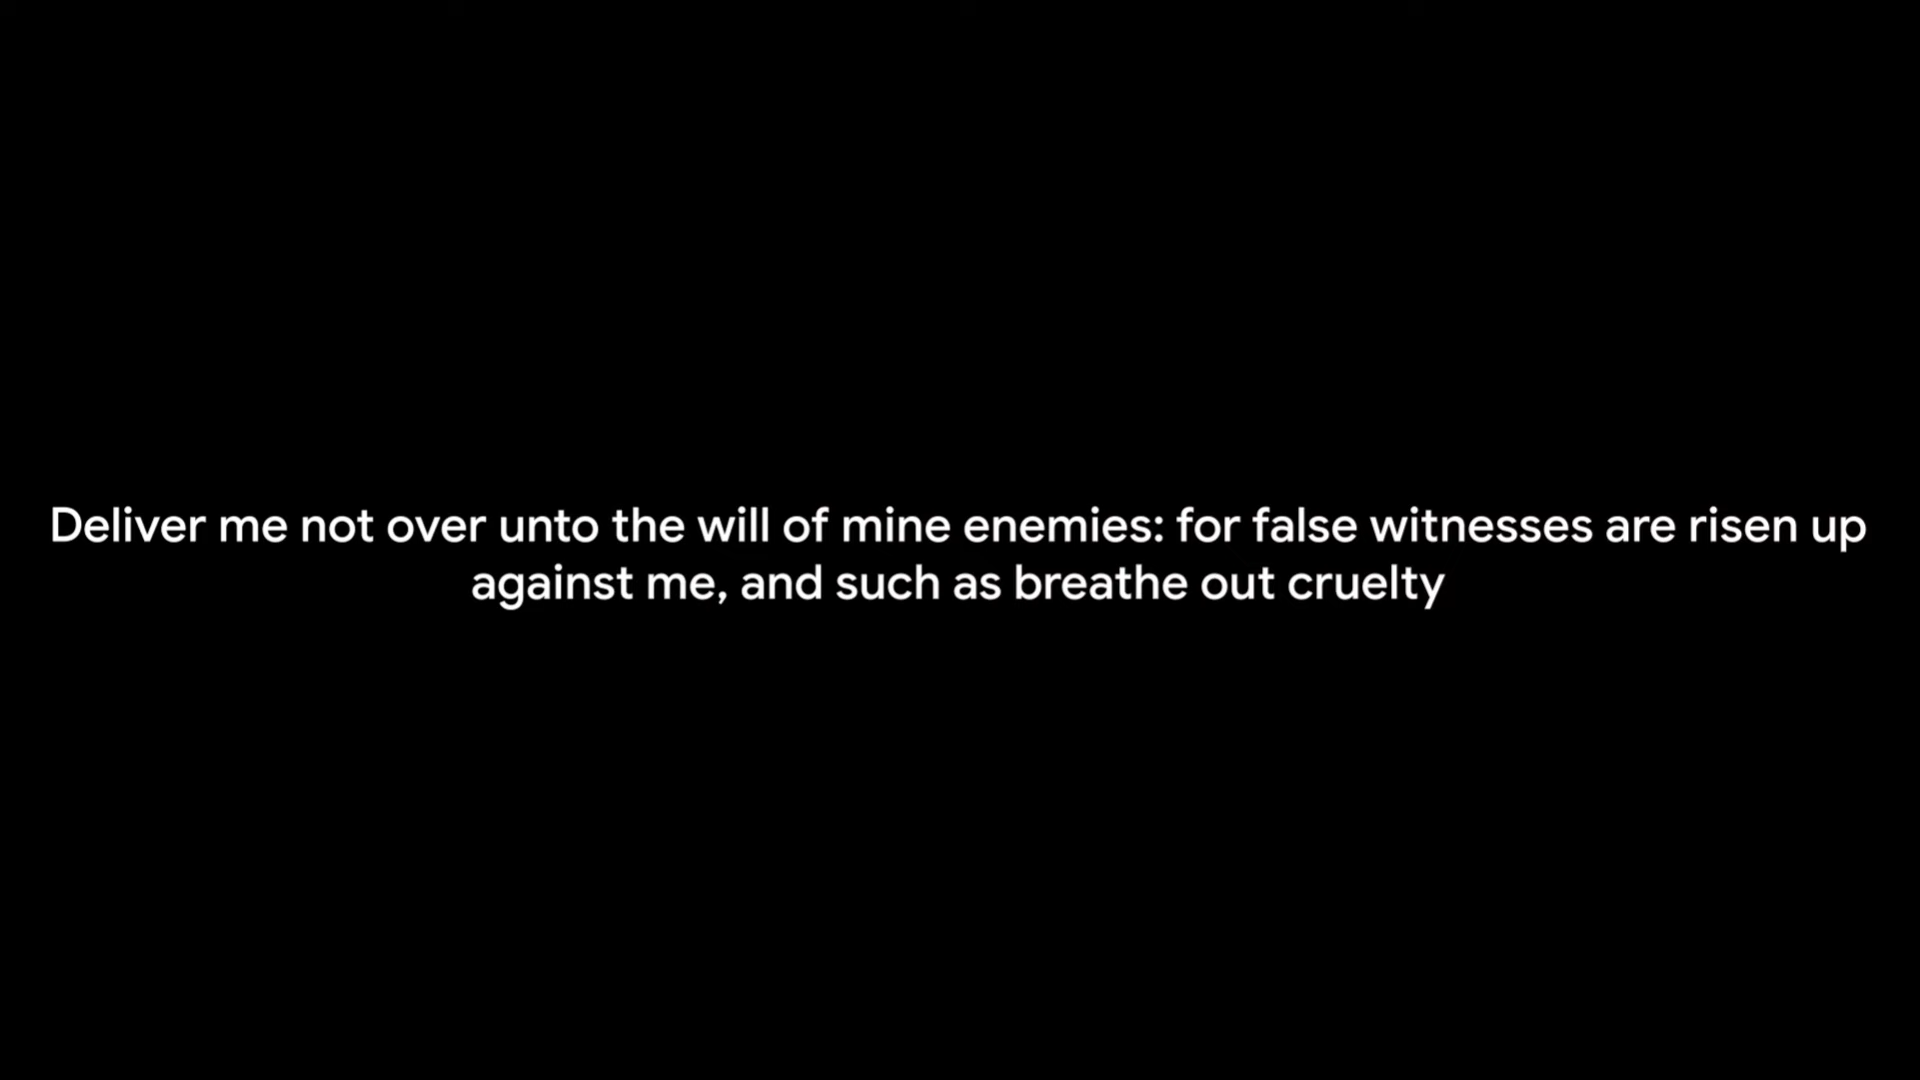 Deliver me not over unto the will of mine enemies: for false witnesses are risen up
against me, and such as breathe out cruelty